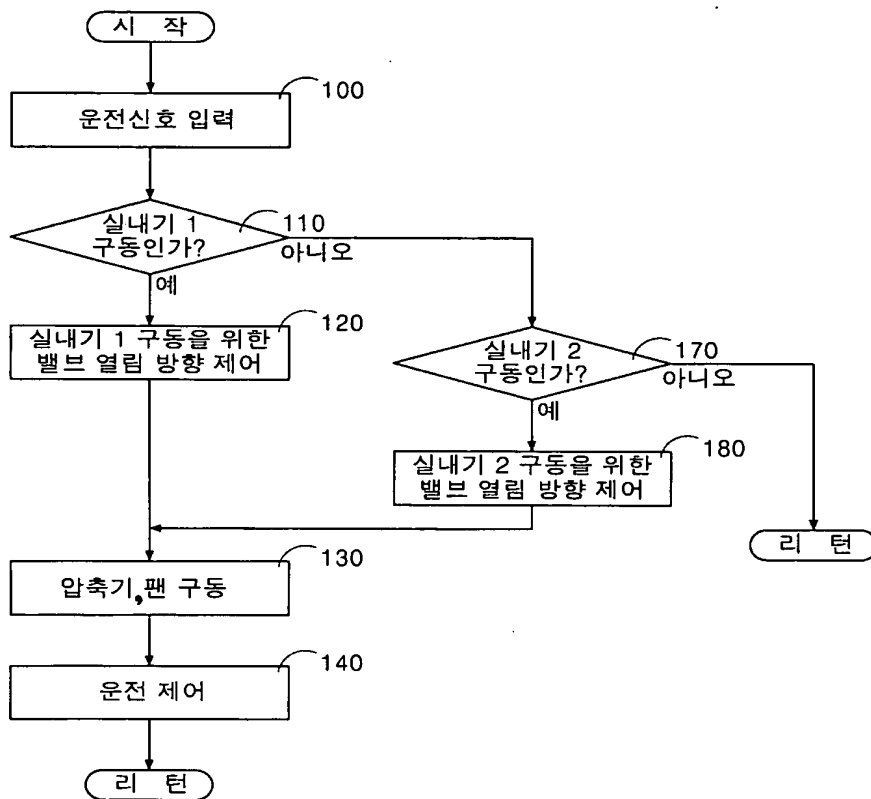 시 작
100
운전신호 입력
실내기 1
구동인가?
110
아니오
예
120
실내기 1 구동을 위한
밸브 열림 방향 제어
실내기 2
구동인가?
170
아니오
예
180
실내기 2 구동을 위한
밸브 열림 방향 제어
리 턴
130
압축기,팬 구동
140
운전 제어
리 턴